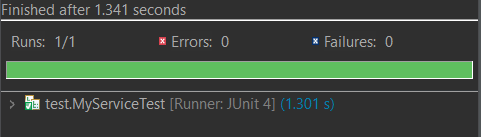 Finished after 1.341 seconds
Runs: 1/1 Errors: 0 Failures: 0
test.MyServiceTest [Runner: JUnit 4] (1.301 s)